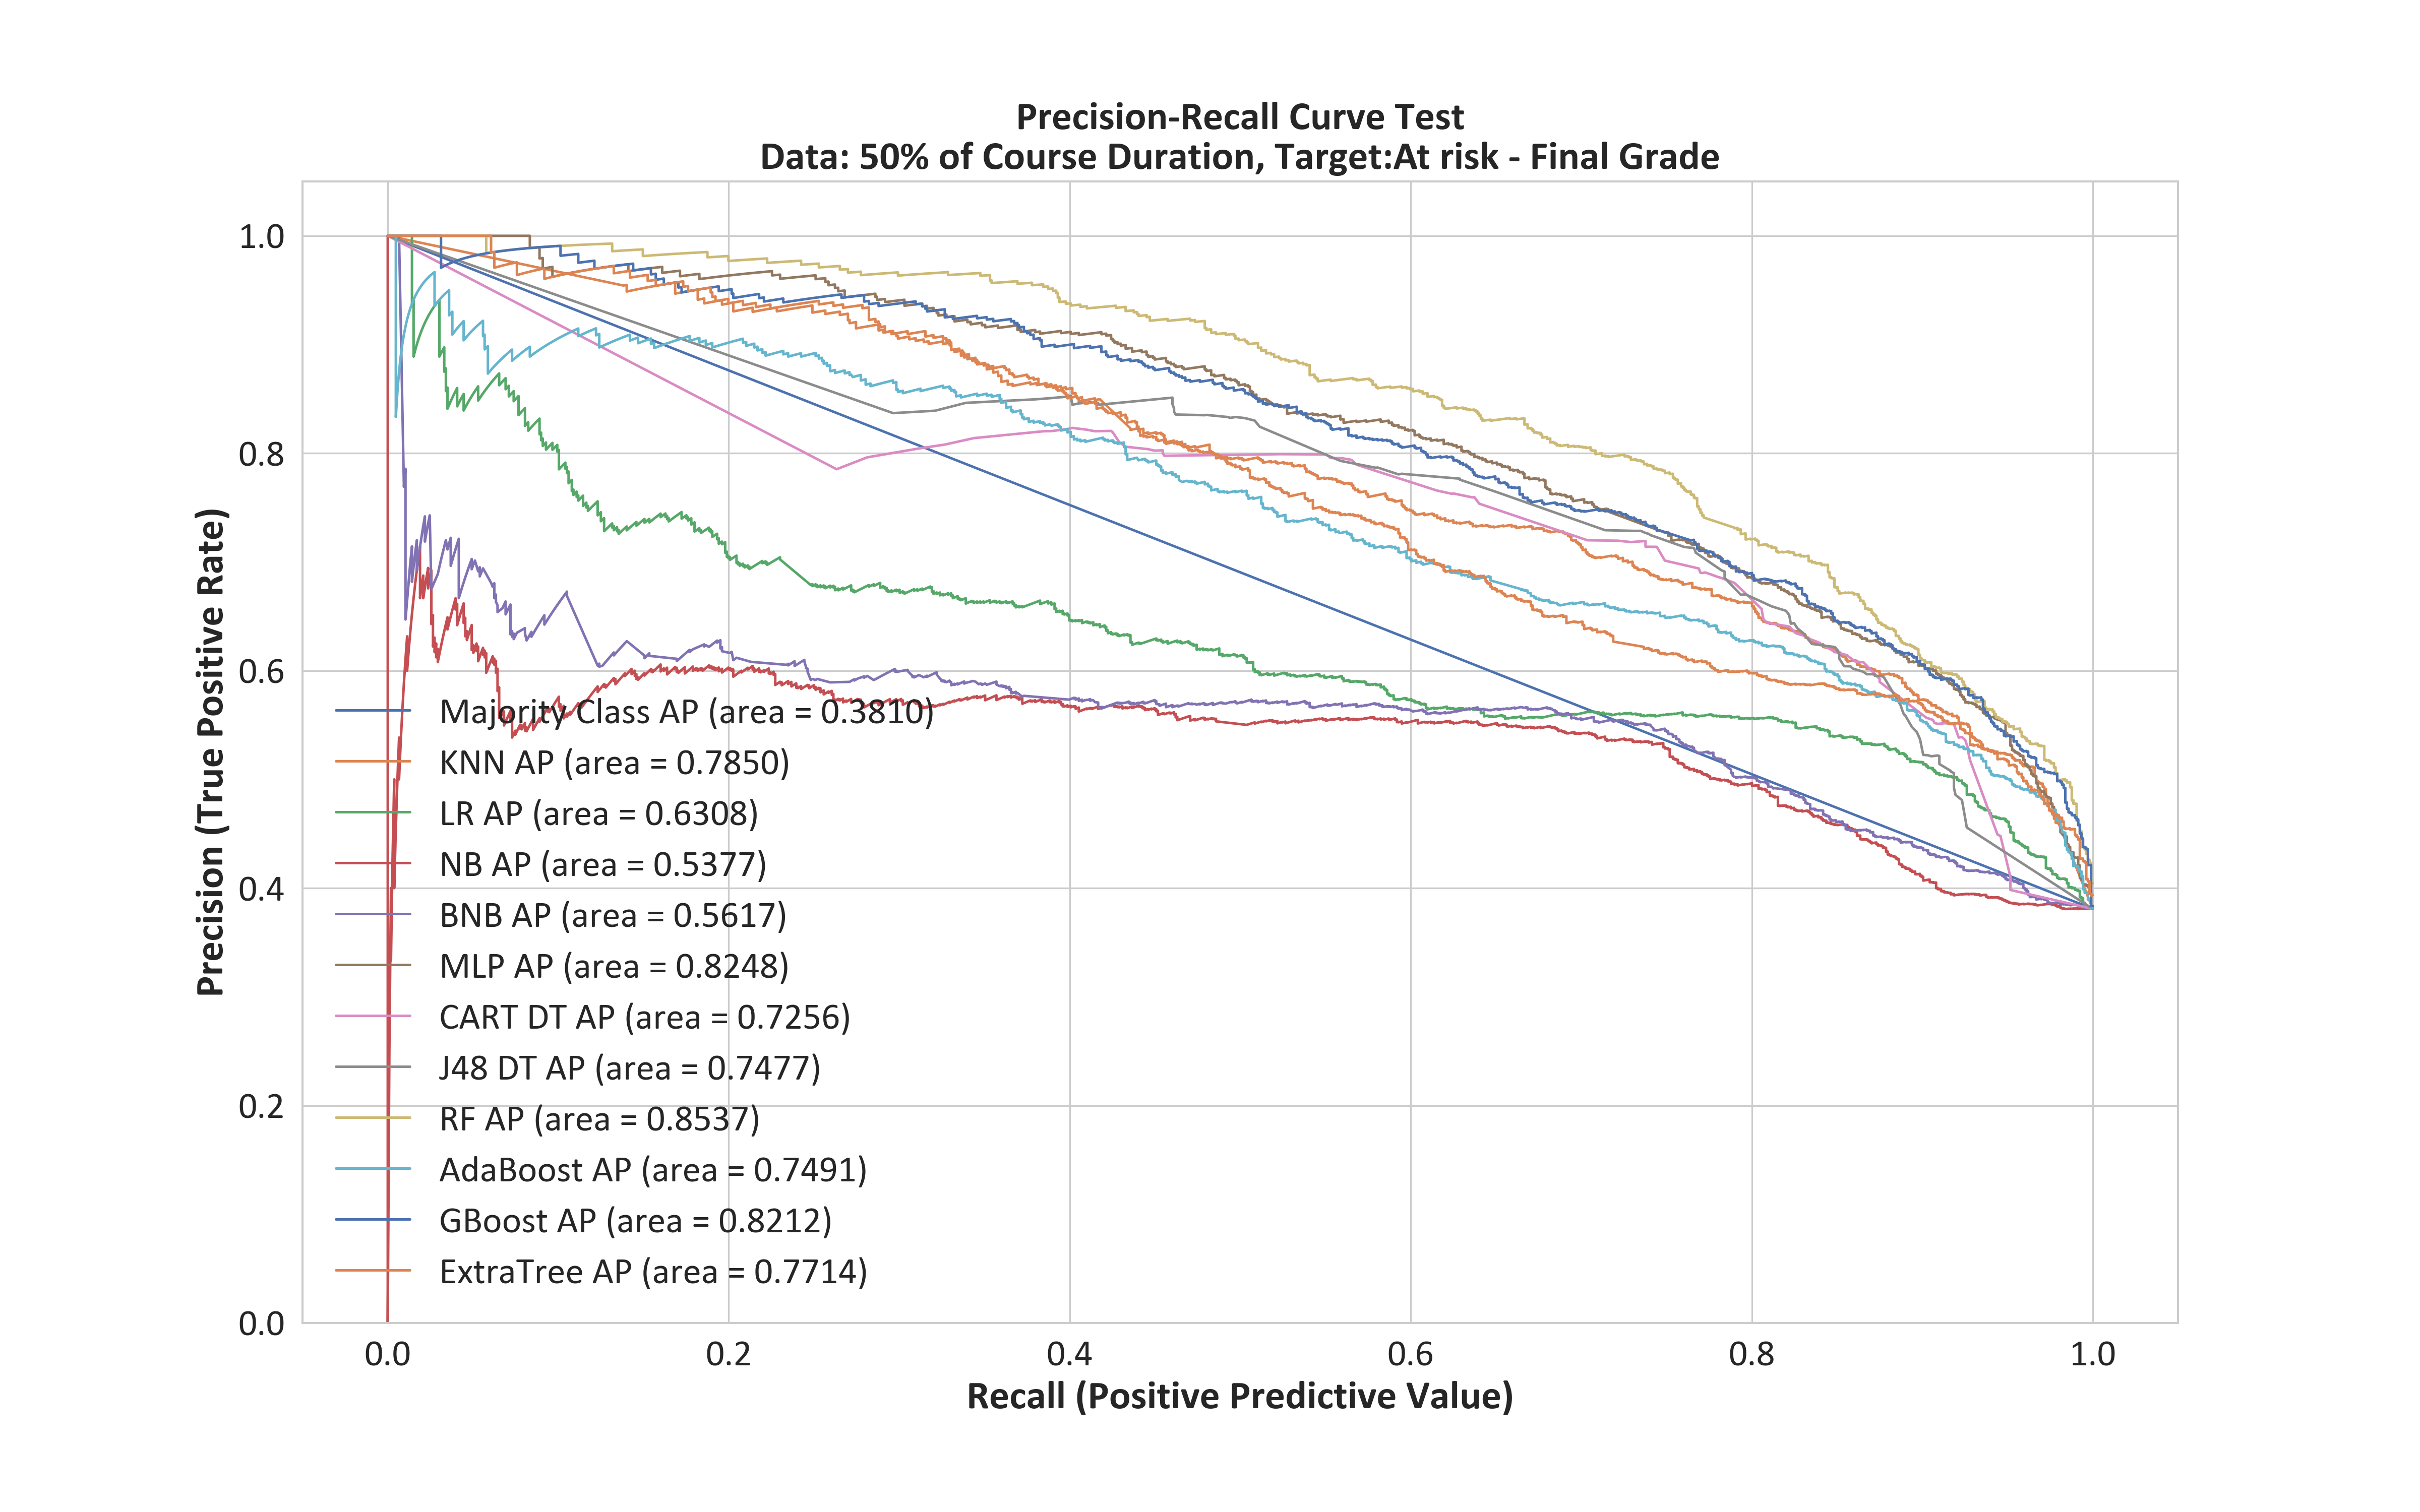 Precision-Recall Curve Test
Data: 50% of Course Duration, Target:At risk - Final Grade
Precision (True Positive Rate)
1.0
0.8
0.6
0.4
0.2
0.0
Majority Class AP (area = 0.3810)
KNN AP (area = 0.7850)
LR AP (area = 0.6308)
NB AP (area = 0.5377)
BNB AP (area = 0.5617)
MLP AP (area = 0.8248)
CART DT AP (area = 0.7256)
J48 DT AP (area = 0.7477)
RF AP (area = 0.8537)
AdaBoost AP (area = 0.7491)
GBoost AP (area = 0.8212)
ExtraTree AP (area = 0.7714)
0.0 0.2 0.4 0.6 0.8 1.0
Recall (Positive Predictive Value)